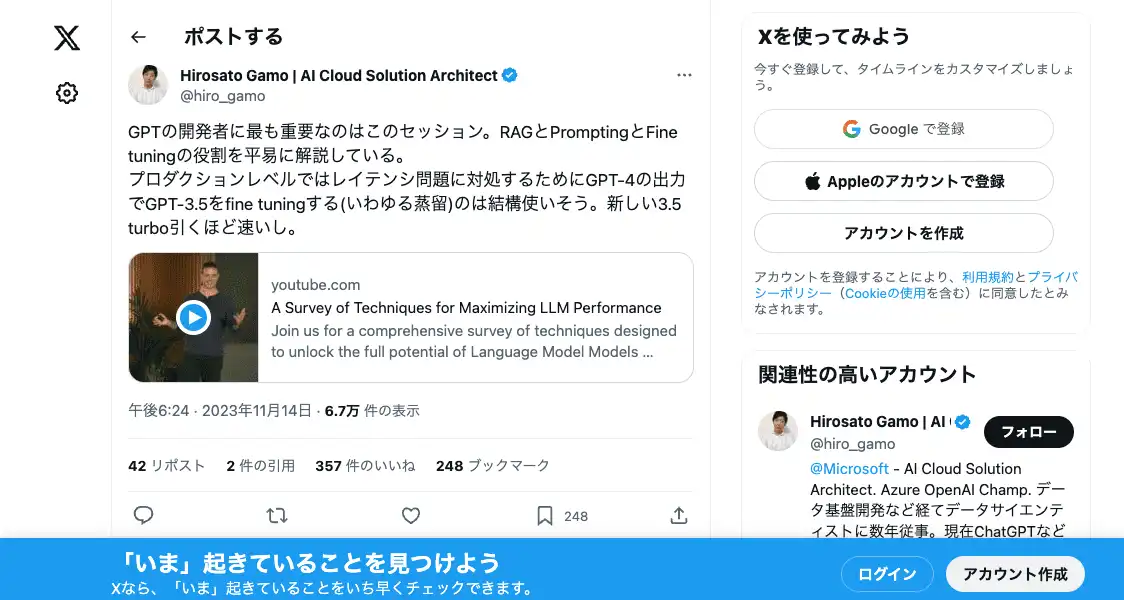 ポストする
Hirosato Gamo | AI Cloud Solution Architect
@hiro_gamo
GPTの開発者に最も重要なのはこのセッション。RAGとPromptingとFine
tuningの役割を平易に解説している。
プロダクションレベルではレイテンシ問題に対処するためにGPT-4の出力
でGPT-3.5をfine tuningする(いわゆる蒸留)のは結構使いそう。新しい3.5
turbo引くほど速いし。
youtube.com
A Survey of Techniques for Maximizing LLM Performance
Join us for a comprehensive survey of techniques designed
to unlock the full potential of Language Model Models ...
午後6:24 · 2023年11月14日 · 6.7万 件の表示
42 リポスト 2 件の引用 357 件のいいね 248 ブックマーク
248
Xを使ってみよう
今すぐ登録して、タイムラインをカスタマイズしましょ
う。
Google で登録
Appleのアカウントで登録
アカウントを作成
アカウントを登録することにより、利用規約とプライバ
シーポリシー（Cookieの使用を含む）に同意したとみ
なされます。
関連性の高いアカウント
Hirosato Gamo | AI
@hiro_gamo
フォロー
@Microsoft - AI Cloud Solution
Architect. Azure OpenAI Champ. デー
タ基盤開発など経てデータサイエンテ
ィストに数年従事。現在ChatGPTなど
「いま」起きていることを見つけよう
Xなら、「いま」起きていることをいち早くチェックできます。
ログイン
アカウント作成